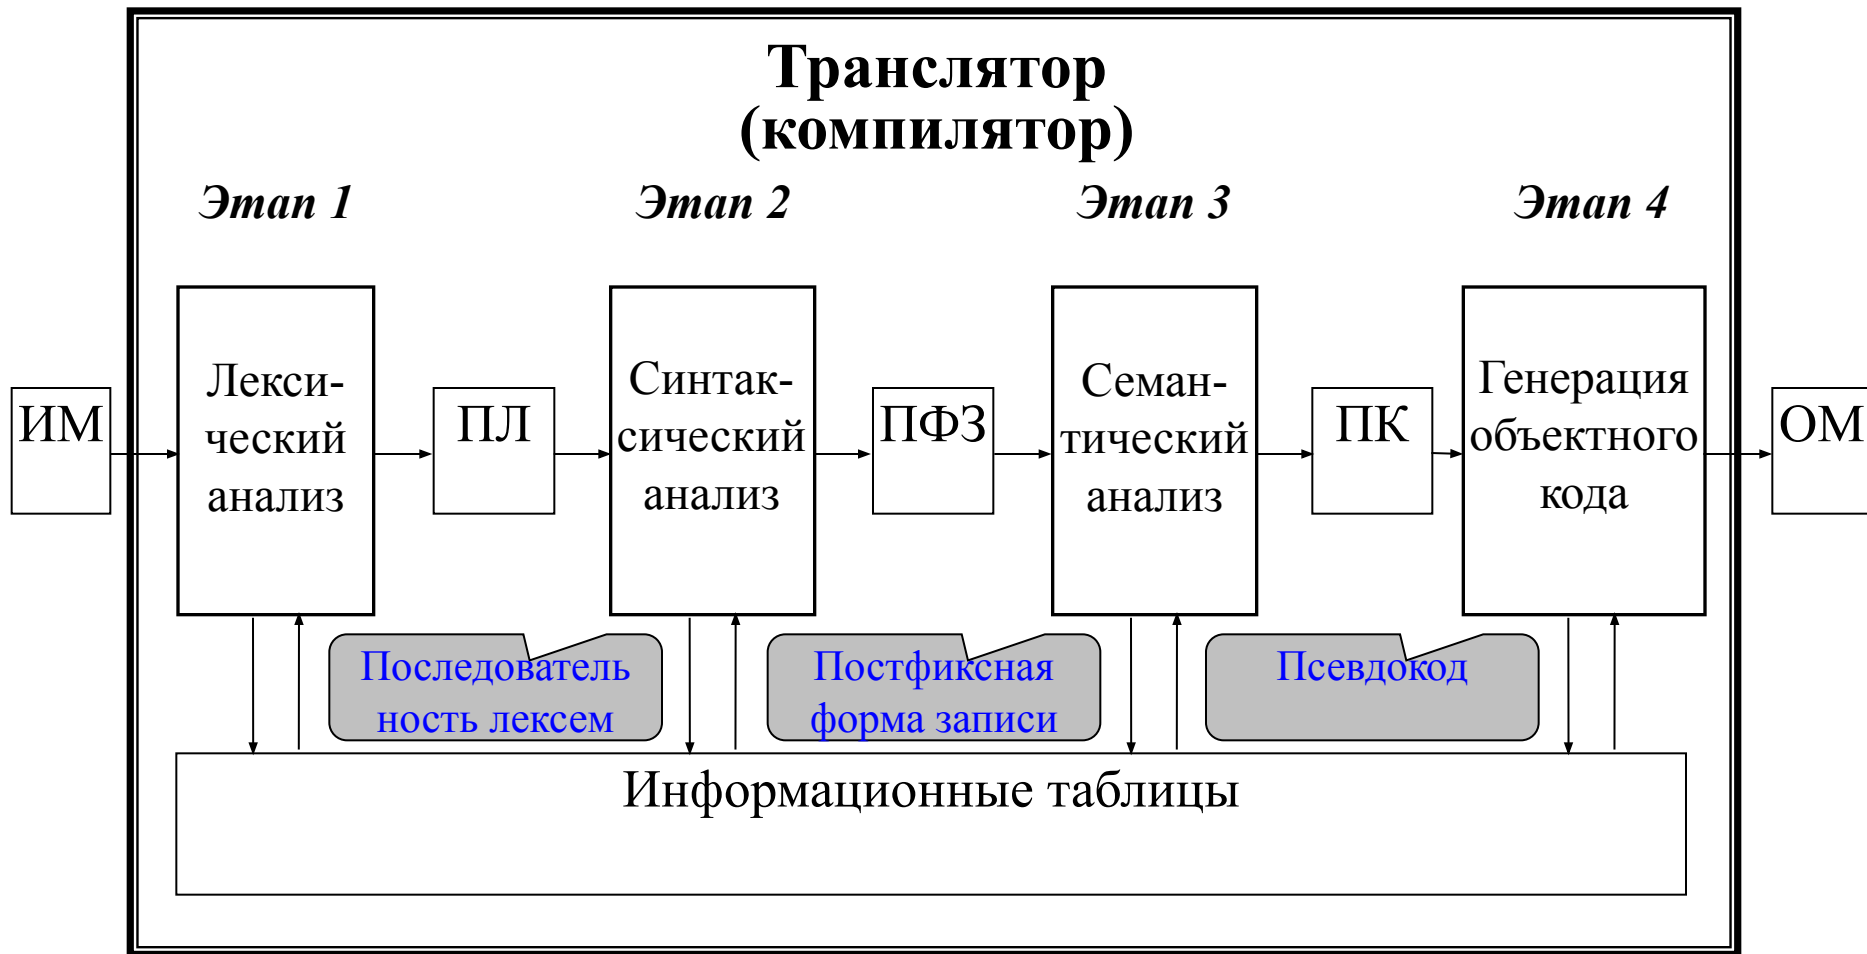 Транслятор
(компилятор)
Этап 1
Этап 2
Этап 3
Этап 4
ИМ
Лекси-
ческий
анализ
ПЛ
Синтак-
сический
анализ
ПФЗ
Семан-
тический
анализ
ПК
Генерация
объектного
кода
ОМ
Последователь
ность лексем
Постфиксная
форма записи
Псевдокод
Информационные таблицы